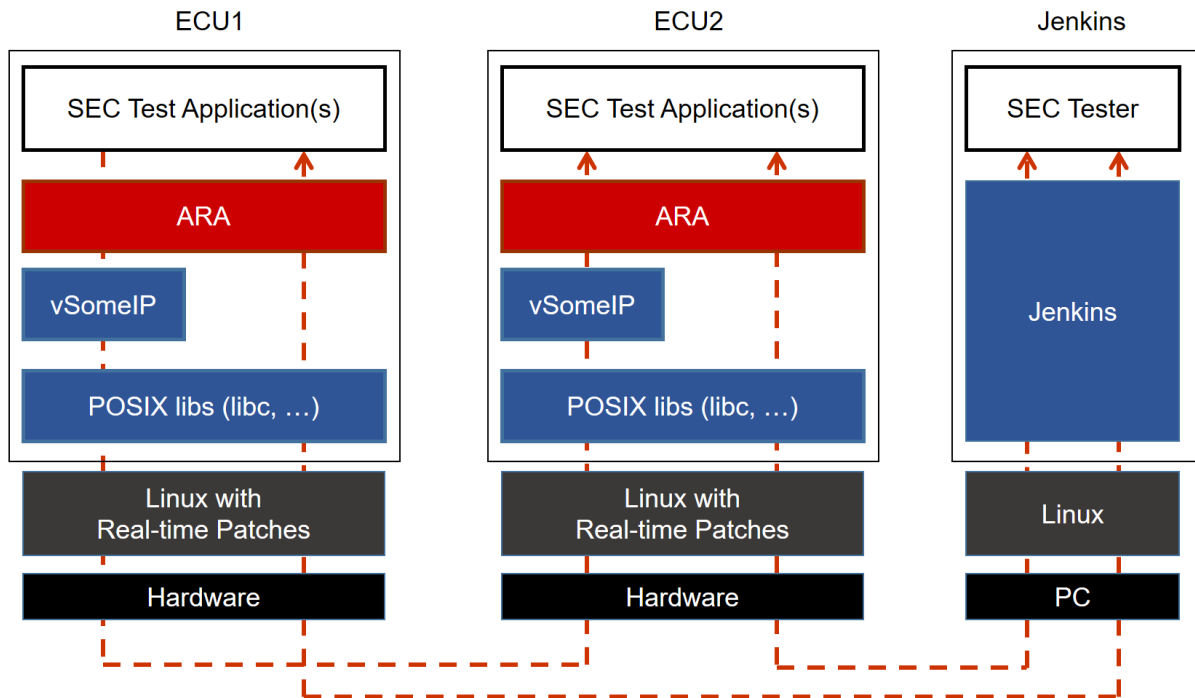 ECU1
SEC Test Application(s)
ARA
vSomeIP
POSIX libs (libc, …)
Linux with
Real-time Patches
Hardware
ECU2
SEC Test Application(s)
ARA
vSomeIP
POSIX libs (libc, …)
Linux with
Real-time Patches
Hardware
Jenkins
SEC Tester
Jenkins
Linux
PC